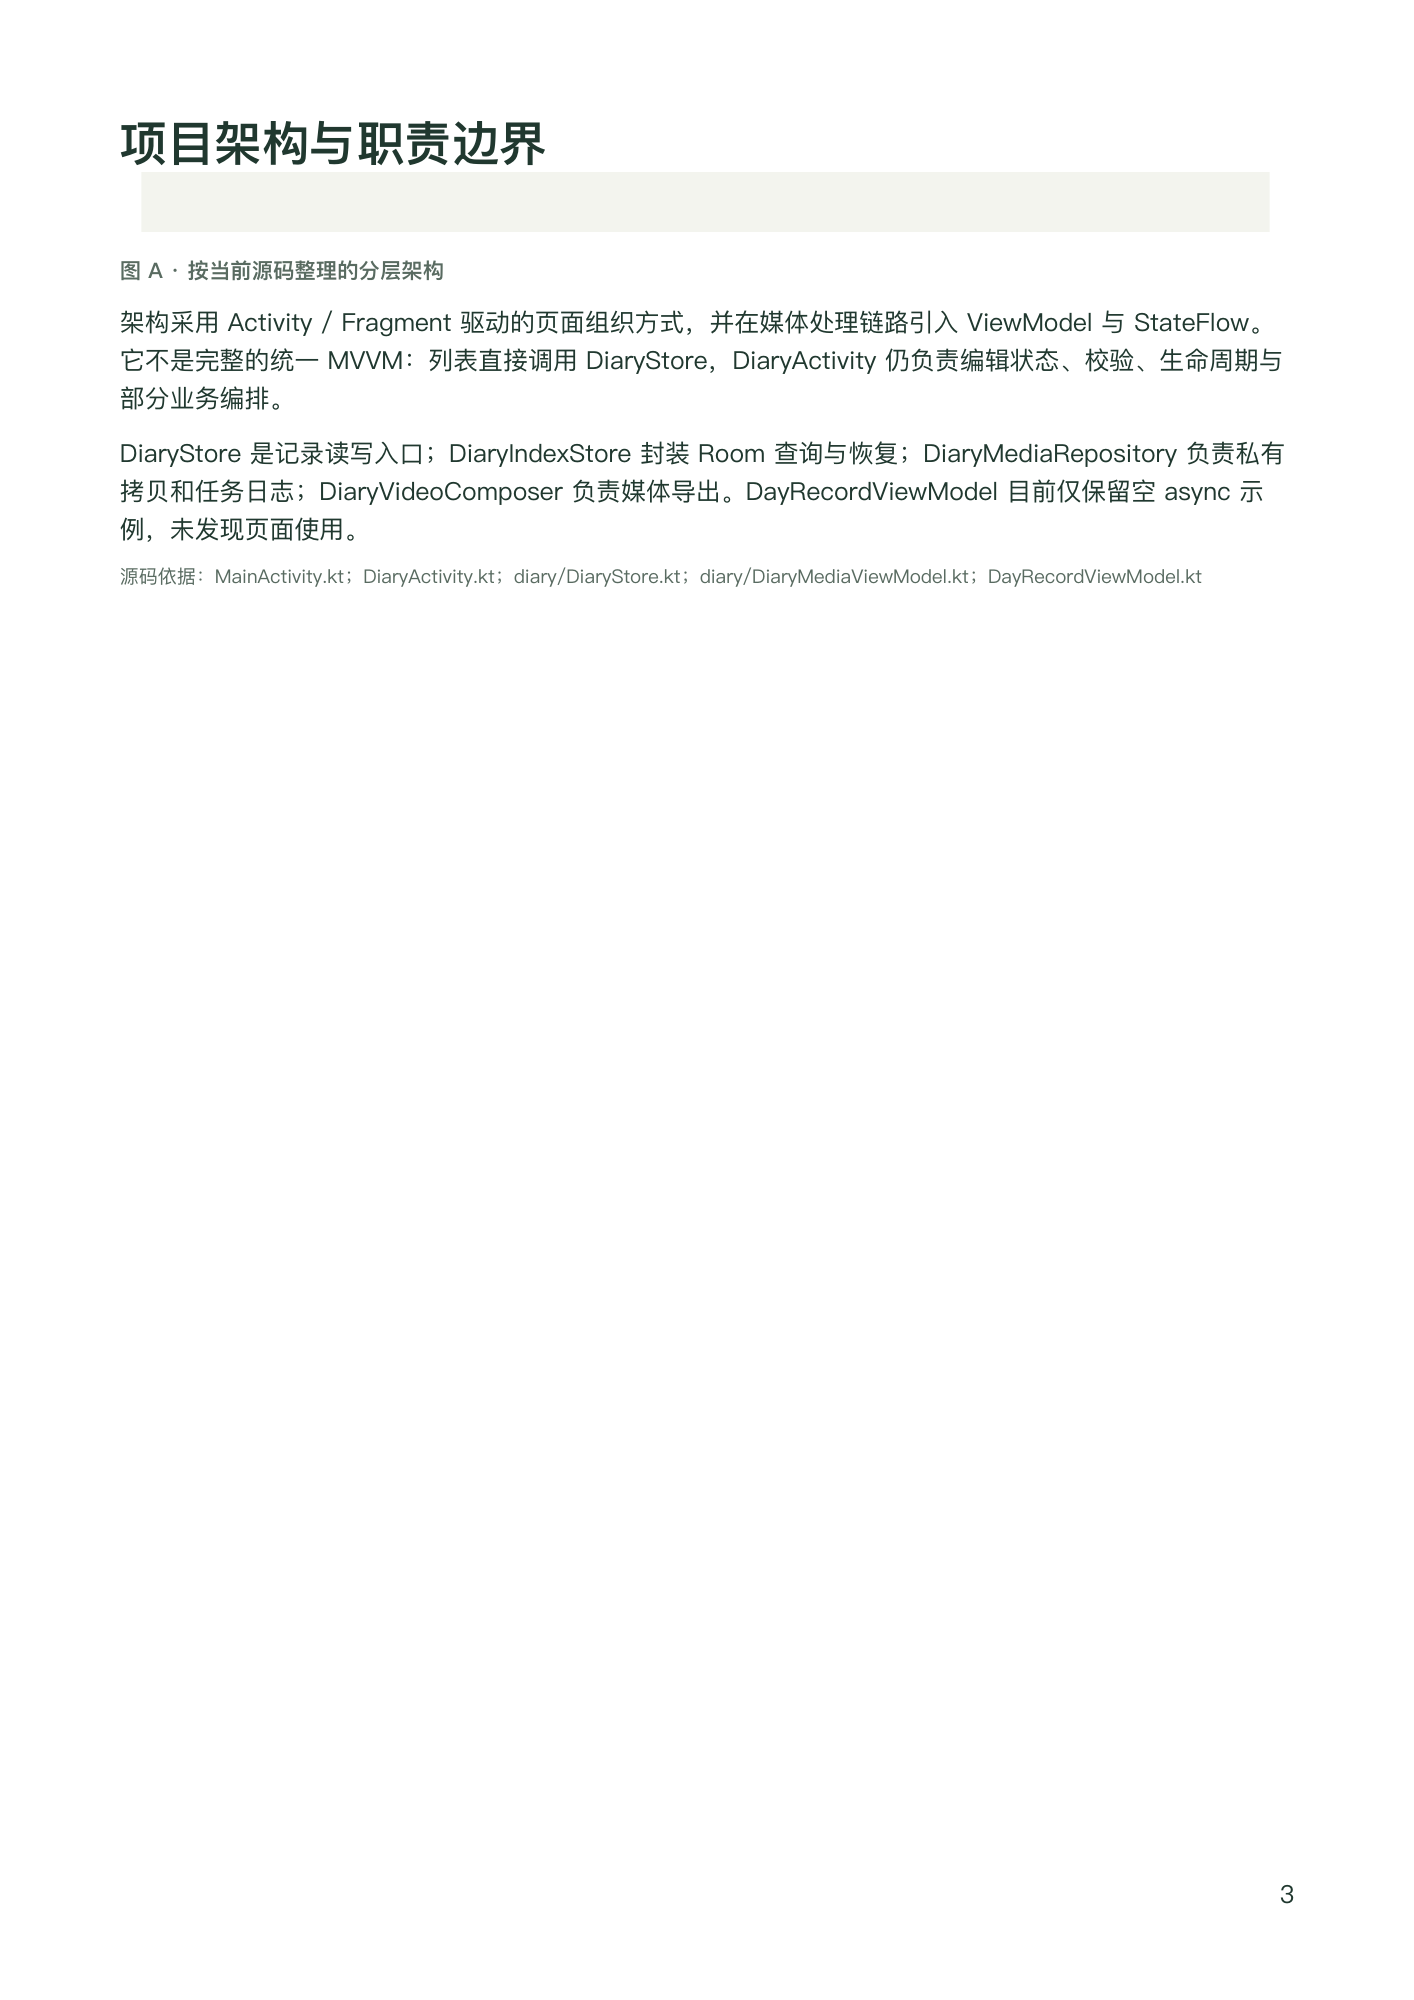 项目架构与职责边界
图 A · 按当前源码整理的分层架构
架构采用 Activity / Fragment 驱动的页面组织方式，并在媒体处理链路引入 ViewModel 与 StateFlow。
它不是完整的统一 MVVM：列表直接调用 DiaryStore，DiaryActivity 仍负责编辑状态、校验、生命周期与
部分业务编排。
DiaryStore 是记录读写入口；DiaryIndexStore 封装 Room 查询与恢复；DiaryMediaRepository 负责私有
拷贝和任务日志；DiaryVideoComposer 负责媒体导出。DayRecordViewModel 目前仅保留空 async 示
例，未发现页面使用。
源码依据：MainActivity.kt；DiaryActivity.kt；diary/DiaryStore.kt；diary/DiaryMediaViewModel.kt；DayRecordViewModel.kt
3